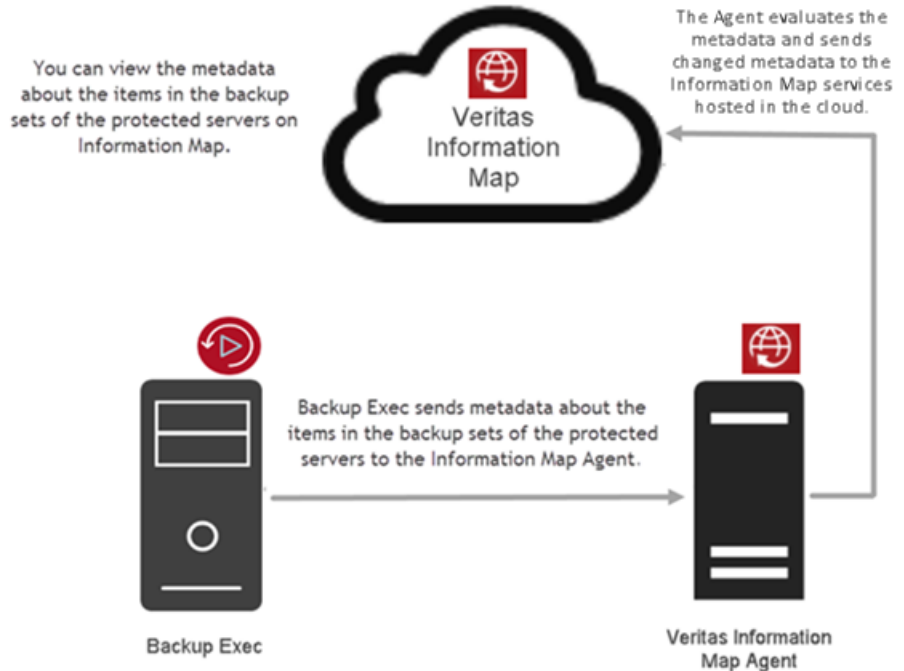 You can view the metadata
about the items in the backup
sets of the protected servers on
Information Map.
Veritas
Information
Map
The Agent evaluates the
metadata and sends
changed metadata to the
Information Map services
hosted in the cloud.
Backup Exec sends metadata about the
items in the backup sets of the protected
servers to the Information Map Agent.
Backup Exec
Veritas Information
Map Agent